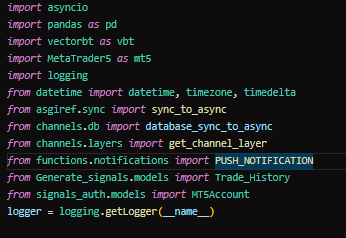 import asyncio
import pandas as pd
import vectorbt as vbt
import MetaTrader5 as mt5
import logging
from datetime import datetime, timezone, timedelta
from asgiref.sync import sync_to_async
from channels.db import database_sync_to_async
from channels.layers import get_channel_layer
from functions.notifications import PUSH_NOTIFICATION
from Generate_signals.models import Trade_History
from signals_auth.models import MT5Account
logger = logging.getLogger(__name__)